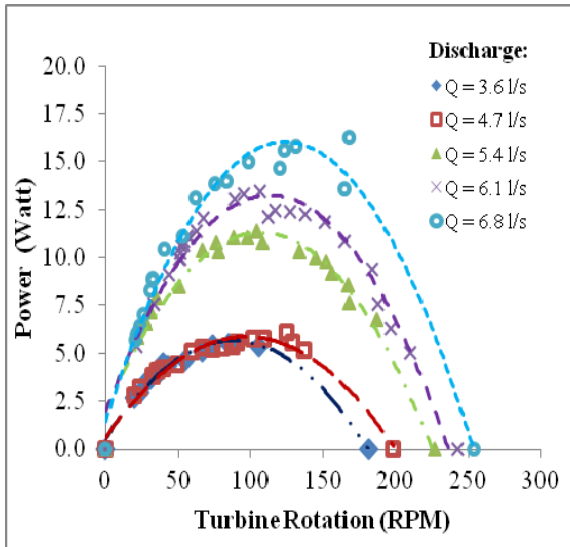 Discharge:
Q = 3.6 l/s
Q = 4.7 l/s
Q = 5.4 l/s
Q = 6.1 l/s
Q = 6.8 l/s
Power (Watt)
20.0
17.5
15.0
12.5
10.0
7.5
5.0
2.5
0.0
0 50 100 150 200 250 300
Turbine Rotation (RPM)